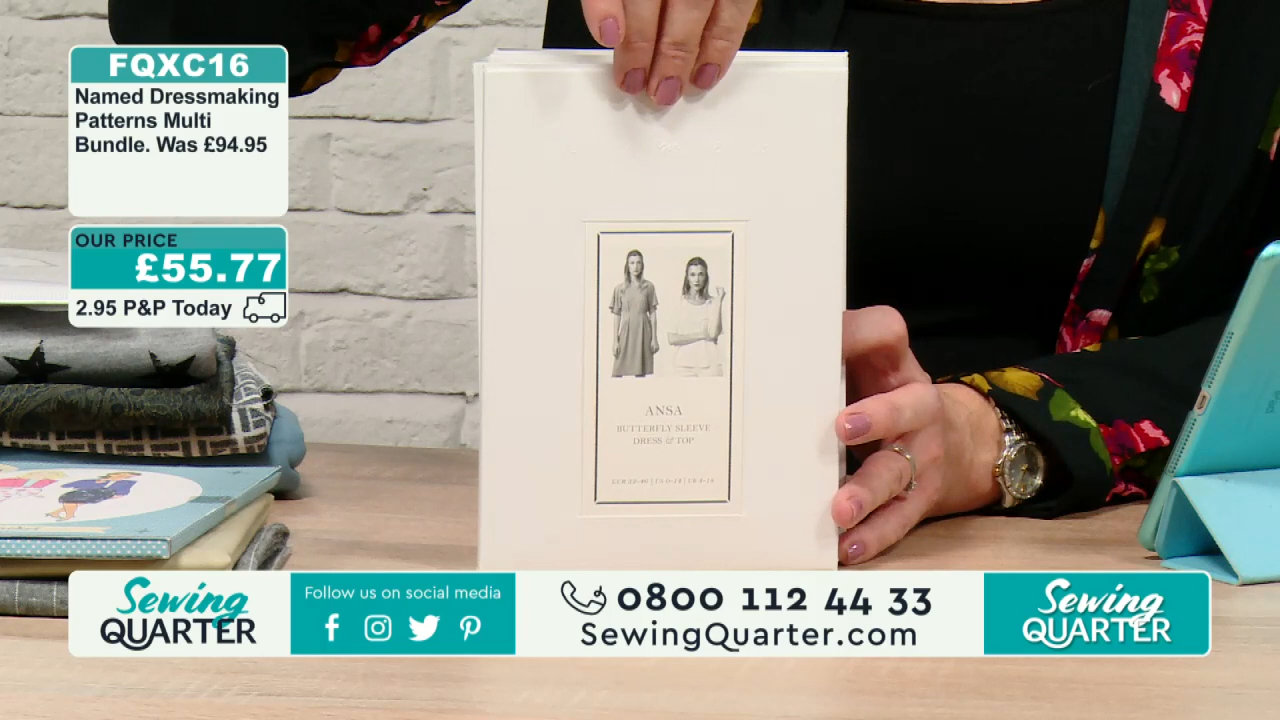 FQXC16
Named Dressmaking
Patterns Multi
Bundle. Was £94.95
OUR PRICE
£55.77
2.95 P&P Today
ANSA
BUTTERFLY SLEEVE
DRESS & TOP
Sewing
QUARTER
Follow us on social media
0800 112 44 33
SewingQuarter.com
Sewing
QUARTER